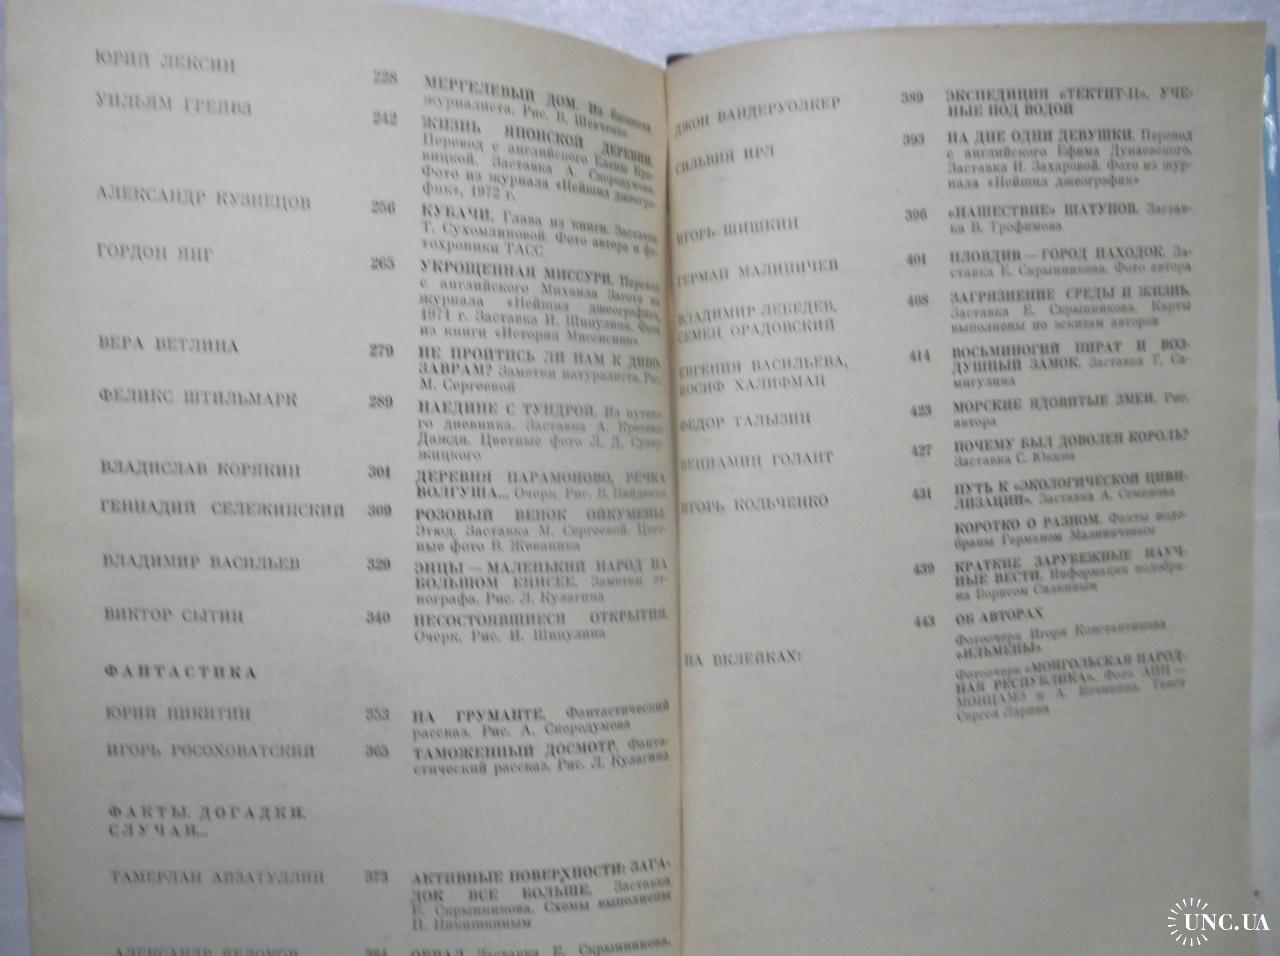 ЮРИЙ ЛЕКСИН 228 МЕРГЕЛЕВЫЙ ДОМ. Из блокнота
журналиста. Рис. В. Шевченко
УИЛЬЯМ ГРЕЙВЗ 242 ЖИЗНЬ ЯПОНСКОЙ ДЕРЕВНИ.
Перевод с английского Елены Кри-
вицкой. Заставка А. Скородумова.
Фото из журнала «Нейшнл джеогра-
фик», 1972 г.
АЛЕКСАНДР КУЗНЕЦОВ 256 КУБАЧИ. Глава из книги. Заставка
Т. Сухомлиновой. Фото автора и фо-
тохроники ТАСС
ГОРДОН ЯНГ 265 УКРОЩЕННАЯ МИССУРИ. Перевод
с английского Михаила Загота из
журнала «Нейшнл джеографик»,
1971 г. Заставка И. Шипулина. Фото
из книги «История Миссисипи»
ВЕРА ВЕТЛИНА 279 НЕ ПРОЙТИСЬ ЛИ НАМ К ДИНО-
ЗАВРАМ? Заметки натуралиста. Рис.
М. Сергеевой
ФЕЛИКС ШТИЛЬМАРК 289 НАЕДИНЕ С ТУНДРОЙ. Из путево-
го дневника. Заставка А.
Цветные фото Л. Д.
жицкого
ВЛАДИСЛАВ КОРЯКИН 301 ДЕРЕВНЯ ПАРАМОНОВО, РЕЧКА
ВОЛГУША... Очерк. Рис. В. Найденко
ГЕННАДИЙ СЕЛЕЖИНСКИЙ 309 РОЗОВЫЙ ВЕНОК ОЙКУМЕНЫ.
Этюд. Заставка М. Сергеевой. Цвет-
ные фото В. Жеваника
ВЛАДИМИР ВАСИЛЬЕВ 329 ЭНЦЫ — МАЛЕНЬКИЙ НАРОД НА
БОЛЬШОМ ЕНИСЕЕ. Заметки эт-
нографа. Рис. Л. Кулагина
ВИКТОР СЫТИН 340 НЕСОСТОЯВШИЕСЯ ОТКРЫТИЯ.
Очерк. Рис. И. Шипулина
ФАНТАСТИКА
ЮРИЙ НИКИТИН 353 НА ГРУМАНТЕ. Фантастический
рассказ. Рис. А. Скородумова
ИГОРЬ РОСОХОВАТСКИЙ 365 ТАМОЖЕННЫЙ ДОСМОТР. Фанта-
стический рассказ. Рис. Л. Кулагина
ФАКТЫ. ДОГАДКИ.
СЛУЧАИ...
ТАМЕРЛАН АЙЗАТУЛЛИН 373 АКТИВНЫЕ ПОВЕРХНОСТИ: ЗАГА-
ДОК ВСЕ БОЛЬШЕ. Заставка
Е. Скрынникова. Схемы выполнены
Н. Никишкиным
АЛЕКСАНДР ЯБЛОКОВ 384 ОВРАЛ. Заставка Е. Скрынникова.
ДЖОН ВАНДЕРУОЛКЕР 389 ЭКСПЕДИЦИЯ «ТЕКТИТ-II». УЧЕ-
НЫЕ ПОД ВОДОЙ
СИЛЬВИЯ ИРЛ 393 НА ДНЕ ОДНИ ДЕВУШКИ. Перевод
с английского Ефима Дунаевского.
Заставка И. Захаровой. Фото из жур-
нала «Нейшнл джеографик»
ИГОРЬ ШИШКИН 396 «НАШЕСТВИЕ» ШАТУНОВ. Застав-
ка В. Трофимова
ГЕРМАН МАЛИНИЧЕВ 401 ПЛОВДИВ — ГОРОД НАХОДОК. За-
ставка Е. Скрынникова. Фото автора
ВЛАДИМИР ЛЕБЕДЕВ, 408 ЗАГРЯЗНЕНИЕ СРЕДЫ И ЖИЗНЬ.
СЕМЕН ОРАДОВСКИЙ Заставка Е. Скрынникова. Карты
выполнены по эскизам авторов
ЕВГЕНИЯ ВАСИЛЬЕВА, 414 ВОСЬМИНОГИЙ ПИРАТ И ВОЗ-
ИОСИФ ХАЛИФМАН ДУШНЫЙ ЗАМОК. Заставка Т. Са-
мигулина
ФЕДОР ТАЛЫЗИН 423 МОРСКИЕ ЯДОВИТЫЕ ЗМЕИ. Рис.
автора
ВЕНИАМИН ГОЛАНТ 427 ПОЧЕМУ БЫЛ ДОВОЛЕН КОРОЛЬ?
Заставка С. Юкина
ИГОРЬ КОЛЬЧЕНКО 431 ПУТЬ К «ЭКОЛОГИЧЕСКОЙ ЦИВИ-
ЛИЗАЦИИ». Заставка А. Семенова
КОРОТКО О РАЗНОМ. Факты подо-
браны Германом Малиничевым
439 КРАТКИЕ ЗАРУБЕЖНЫЕ НАУЧ-
НЫЕ ВЕСТИ. Информация подобра-
на Борисом Силкиным
443 ОБ АВТОРАХ
НА ВКЛЕЙКАХ: Фотоочерк Игоря Константинова
«ИЛЬМЕНЫ»
Фотоочерк «МОНГОЛЬСКАЯ НАРОД-
НАЯ РЕСПУБЛИКА». Фото АПН —
МОНЦАМЭ и А. Бочинина. Текст
Сергея Ларина
UNC.UA